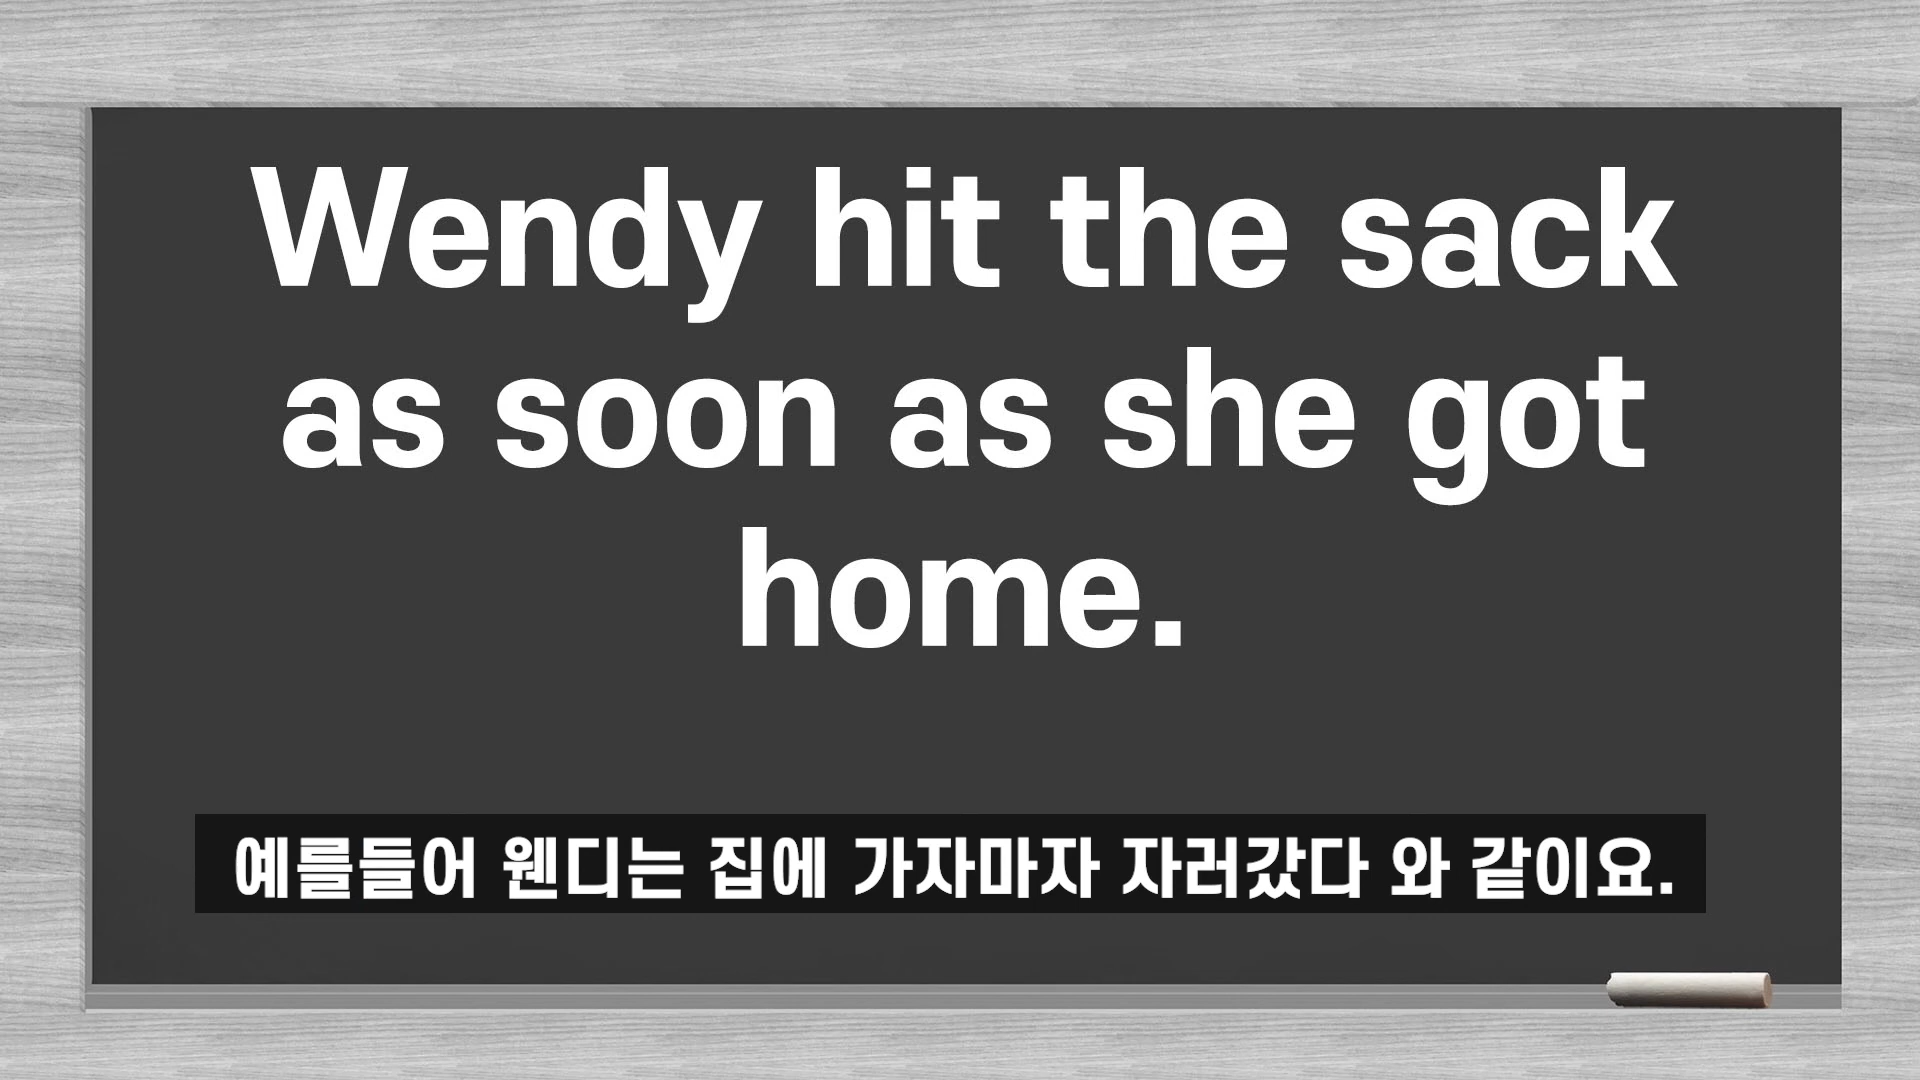 Wendy hit the sack
as soon as she got
home.
예를들어 웬디는 집에 가자마자 자러갔다 와 같이요.